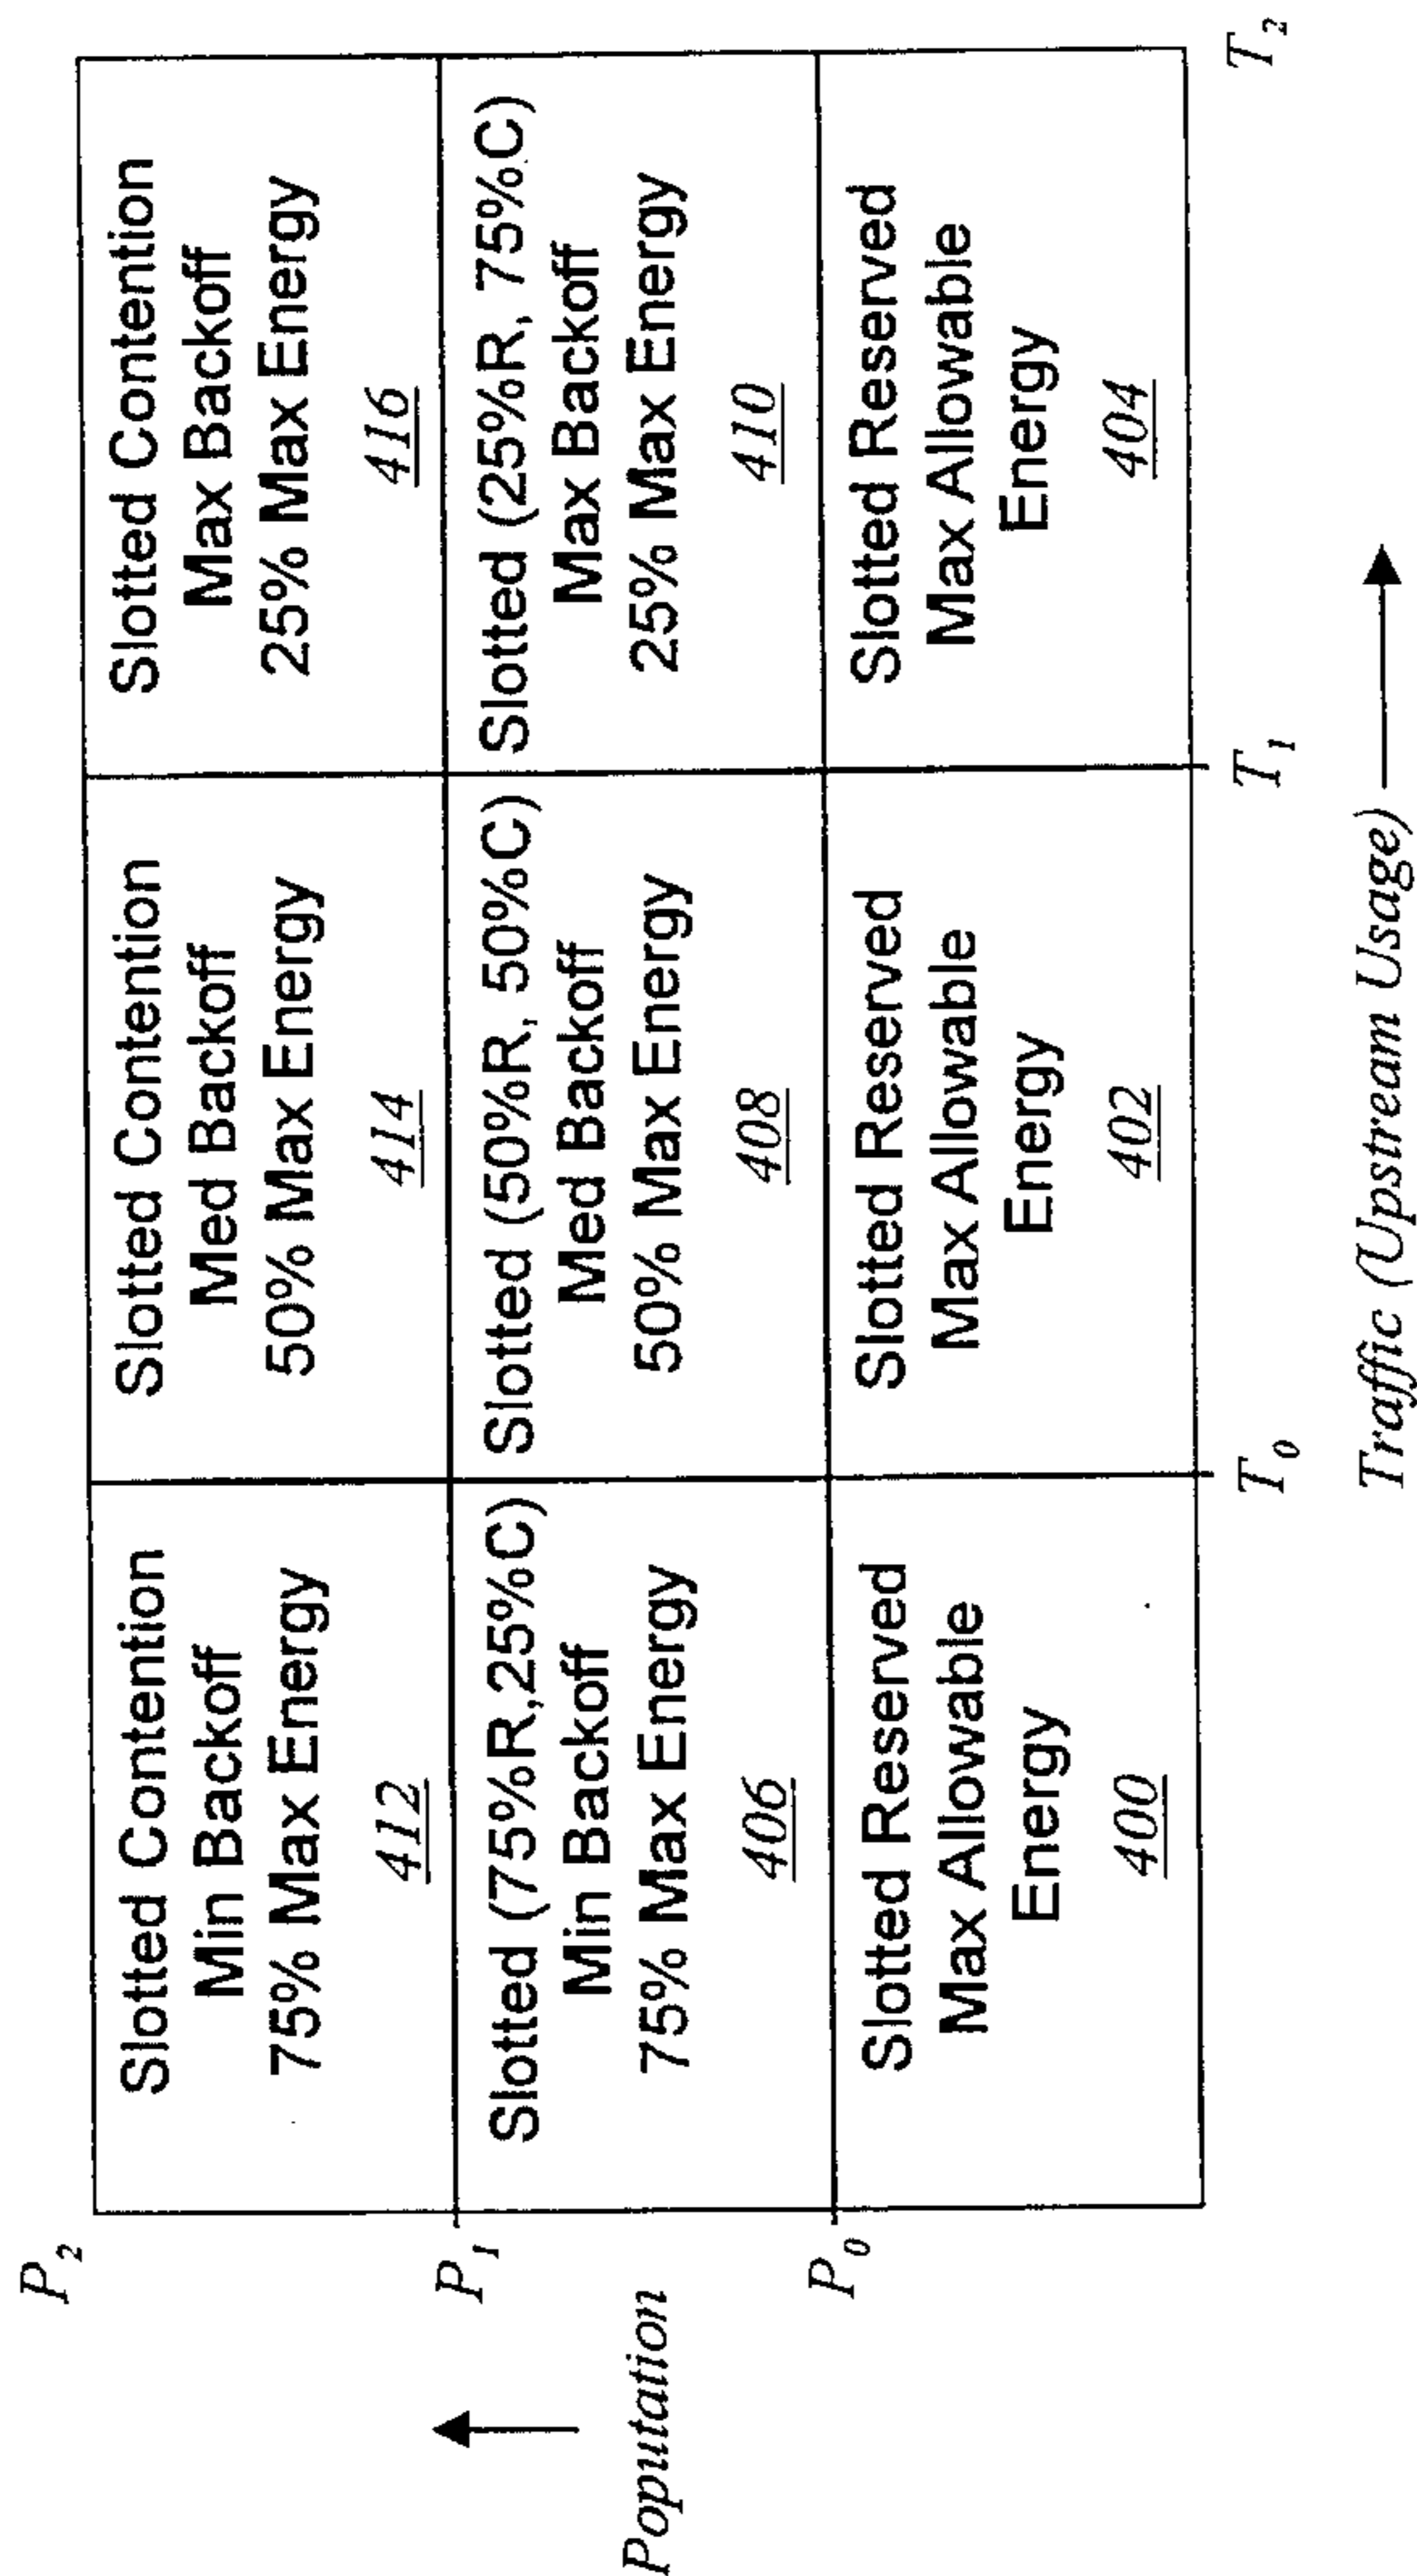 P2
Slotted Contention
Min Backoff
75% Max Energy
412
Slotted Contention
Med Backoff
50% Max Energy
414
Slotted Contention
Max Backoff
25% Max Energy
416
P1
Slotted (75%R,25%C)
Min Backoff
75% Max Energy
406
Slotted (50%R, 50%C)
Med Backoff
50% Max Energy
408
Slotted (25%R, 75%C)
Max Backoff
25% Max Energy
410
Population
P0
Slotted Reserved
Max Allowable
Energy
400
Slotted Reserved
Max Allowable
Energy
402
Slotted Reserved
Max Allowable
Energy
404
T0
T1
T2
Traffic (Upstream Usage)